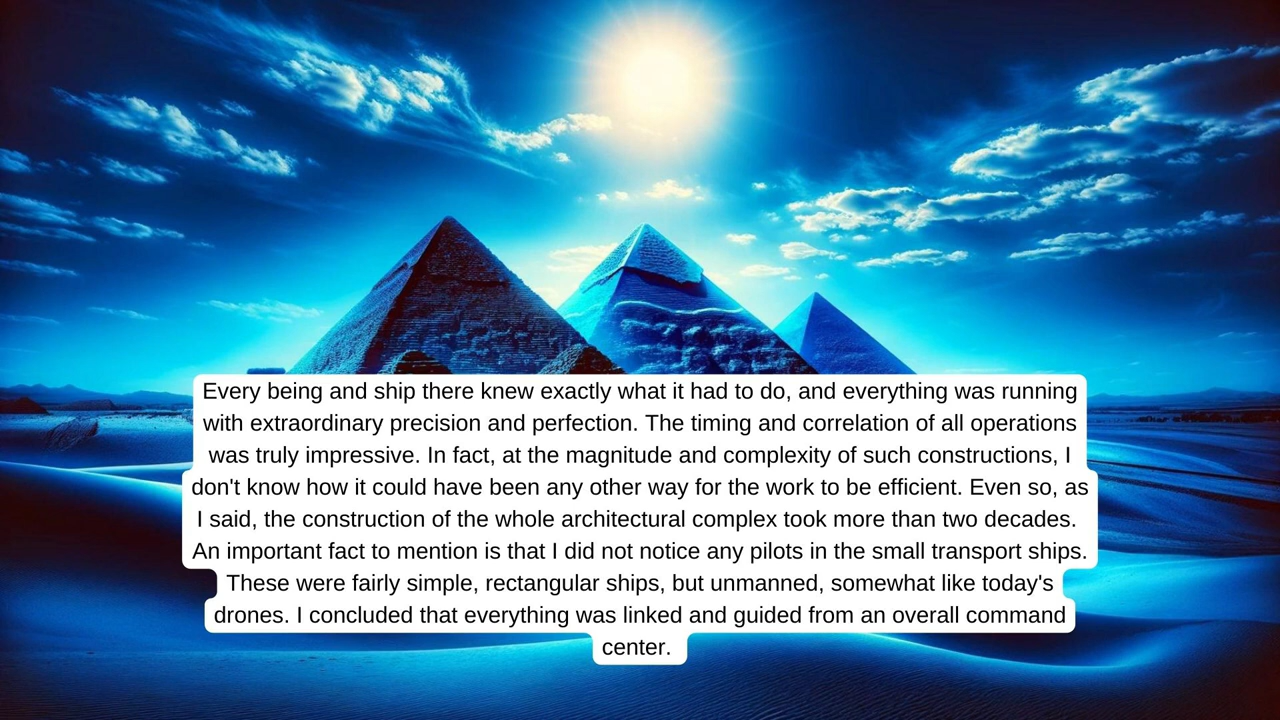 Every being and ship there knew exactly what it had to do, and everything was running
with extraordinary precision and perfection. The timing and correlation of all operations
was truly impressive. In fact, at the magnitude and complexity of such constructions, I
don't know how it could have been any other way for the work to be efficient. Even so, as
I said, the construction of the whole architectural complex took more than two decades.
An important fact to mention is that I did not notice any pilots in the small transport ships.
These were fairly simple, rectangular ships, but unmanned, somewhat like today's
drones. I concluded that everything was linked and guided from an overall command
center.